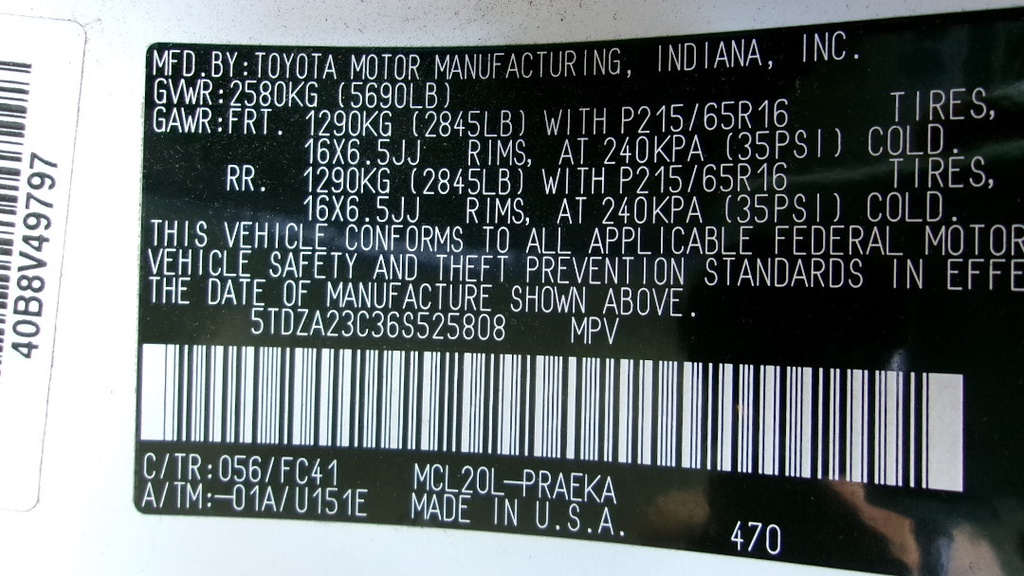 MFD.BY:TOYOTA MOTOR MANUFACTURING, INDIANA, INC.
GVWR:2580KG (5690LB)
GAWR:FRT. 1290KG (2845LB) WITH P215/65R16 TIRES,
16X6.5JJ RIMS, AT 240KPA (35PSI) COLD.
RR. 1290KG (2845LB) WITH P215/65R16 TIRES,
16X6.5JJ RIMS, AT 240KPA (35PSI) COLD.
THIS VEHICLE CONFORMS TO ALL APPLICABLE FEDERAL MOTOR
VEHICLE SAFETY AND THEFT PREVENTION STANDARDS IN EFFE
THE DATE OF MANUFACTURE SHOWN ABOVE.
5TDZA23C36S525808 MPV
C/TR:056/FC41 MCL20L-PRAEKA
A/TM:-01A/U151E MADE IN U.S.A.
470
40B8V49797